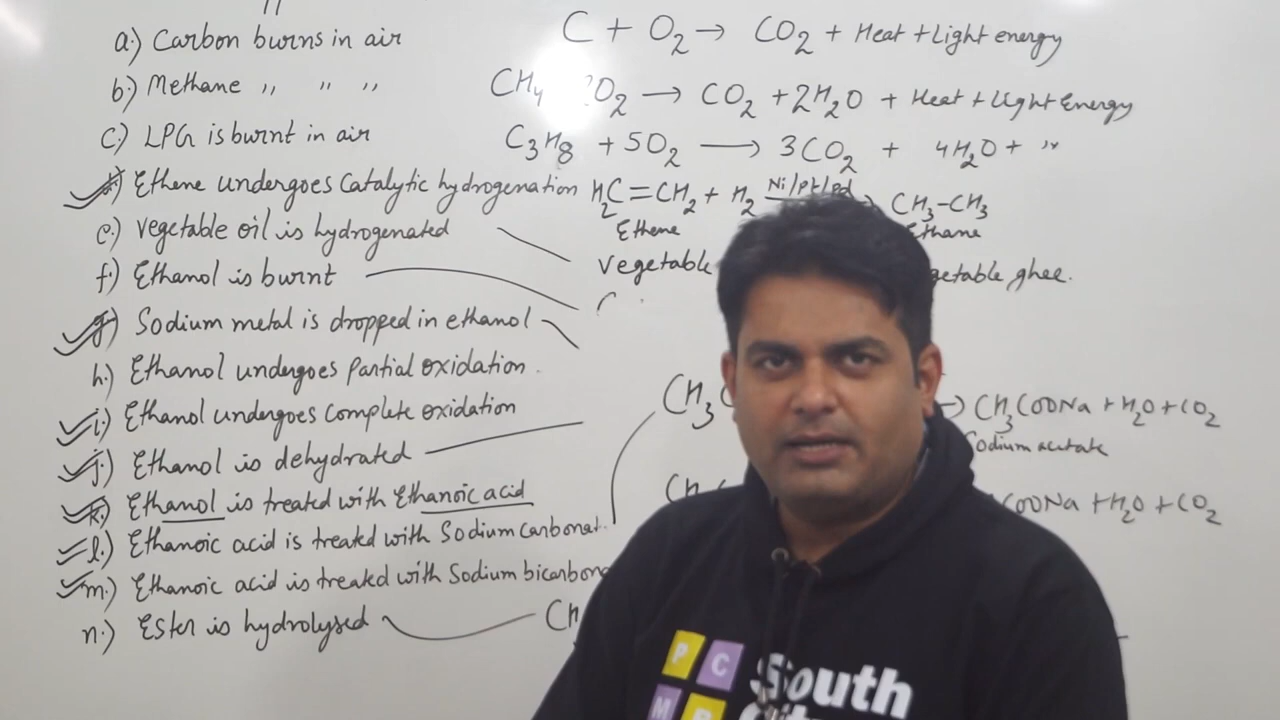 a.) Carbon burns in air C + O2 → CO2 + Heat + Light energy
b.) Methane ,, ,, ,, CH4 O2 → CO2 + 2H2O + Heat + Light Energy
c.) LPG is burnt in air C3H8 + 5O2 → 3CO2 + 4H2O + ,,
Ethene undergoes Catalytic hydrogenation H2C=CH2 + H2 Ni/Pt/Pd → CH3-CH3
Ethene Ethane
e.) Vegetable oil is hydrogenated Vegetable getable ghee.
f.) Ethanol is burnt
g.) Sodium metal is dropped in ethanol
h.) Ethanol undergoes Partial oxidation.
i.) Ethanol undergoes Complete oxidation CH3 → CH3COONa + H2O + CO2
Sodium acetate
j.) Ethanol is dehydrated
k.) Ethanol is treated with Ethanoic acid COONa + H2O + CO2
l.) Ethanoic acid is treated with Sodium Carbonat
m.) Ethanoic acid is treated with Sodium bicarbona
n.) Ester is hydrolysed CH
P C South
M